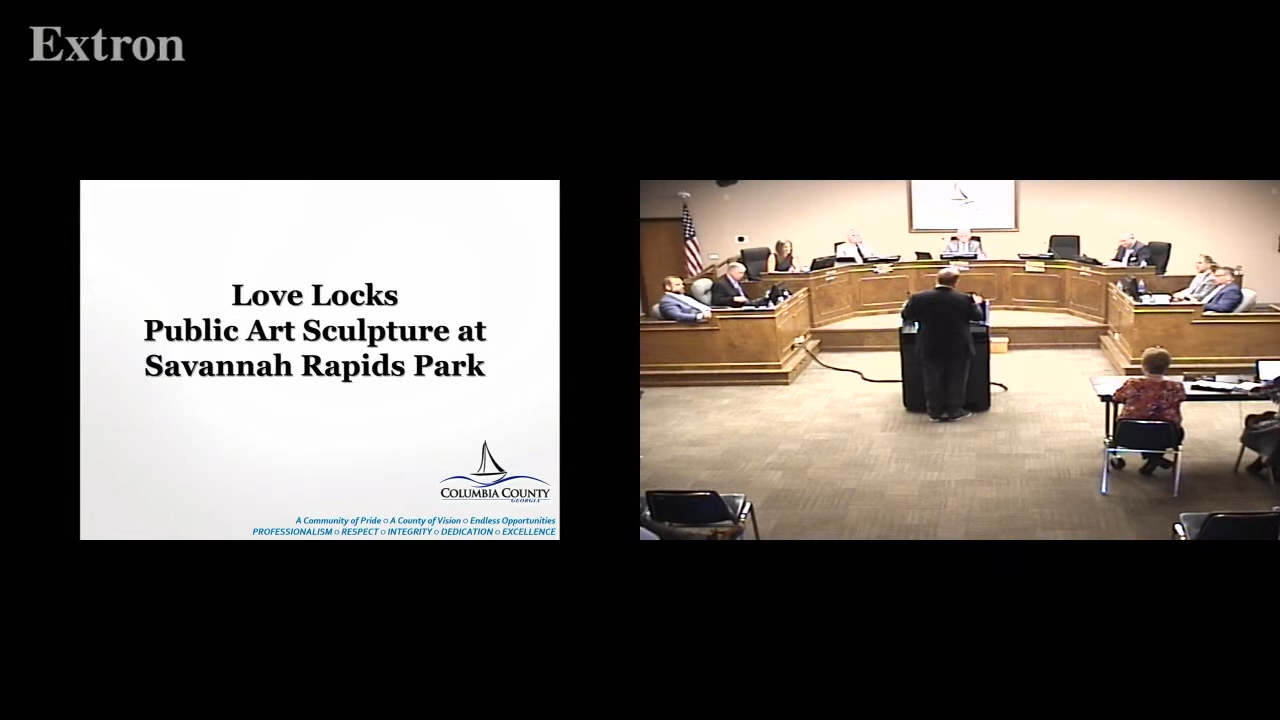 Extron
Love Locks
Public Art Sculpture at
Savannah Rapids Park
COLUMBIA COUNTY
GEORGIA
A Community of Pride ○ A County of Vision ○ Endless Opportunities
PROFESSIONALISM ○ RESPECT ○ INTEGRITY ○ DEDICATION ○ EXCELLENCE